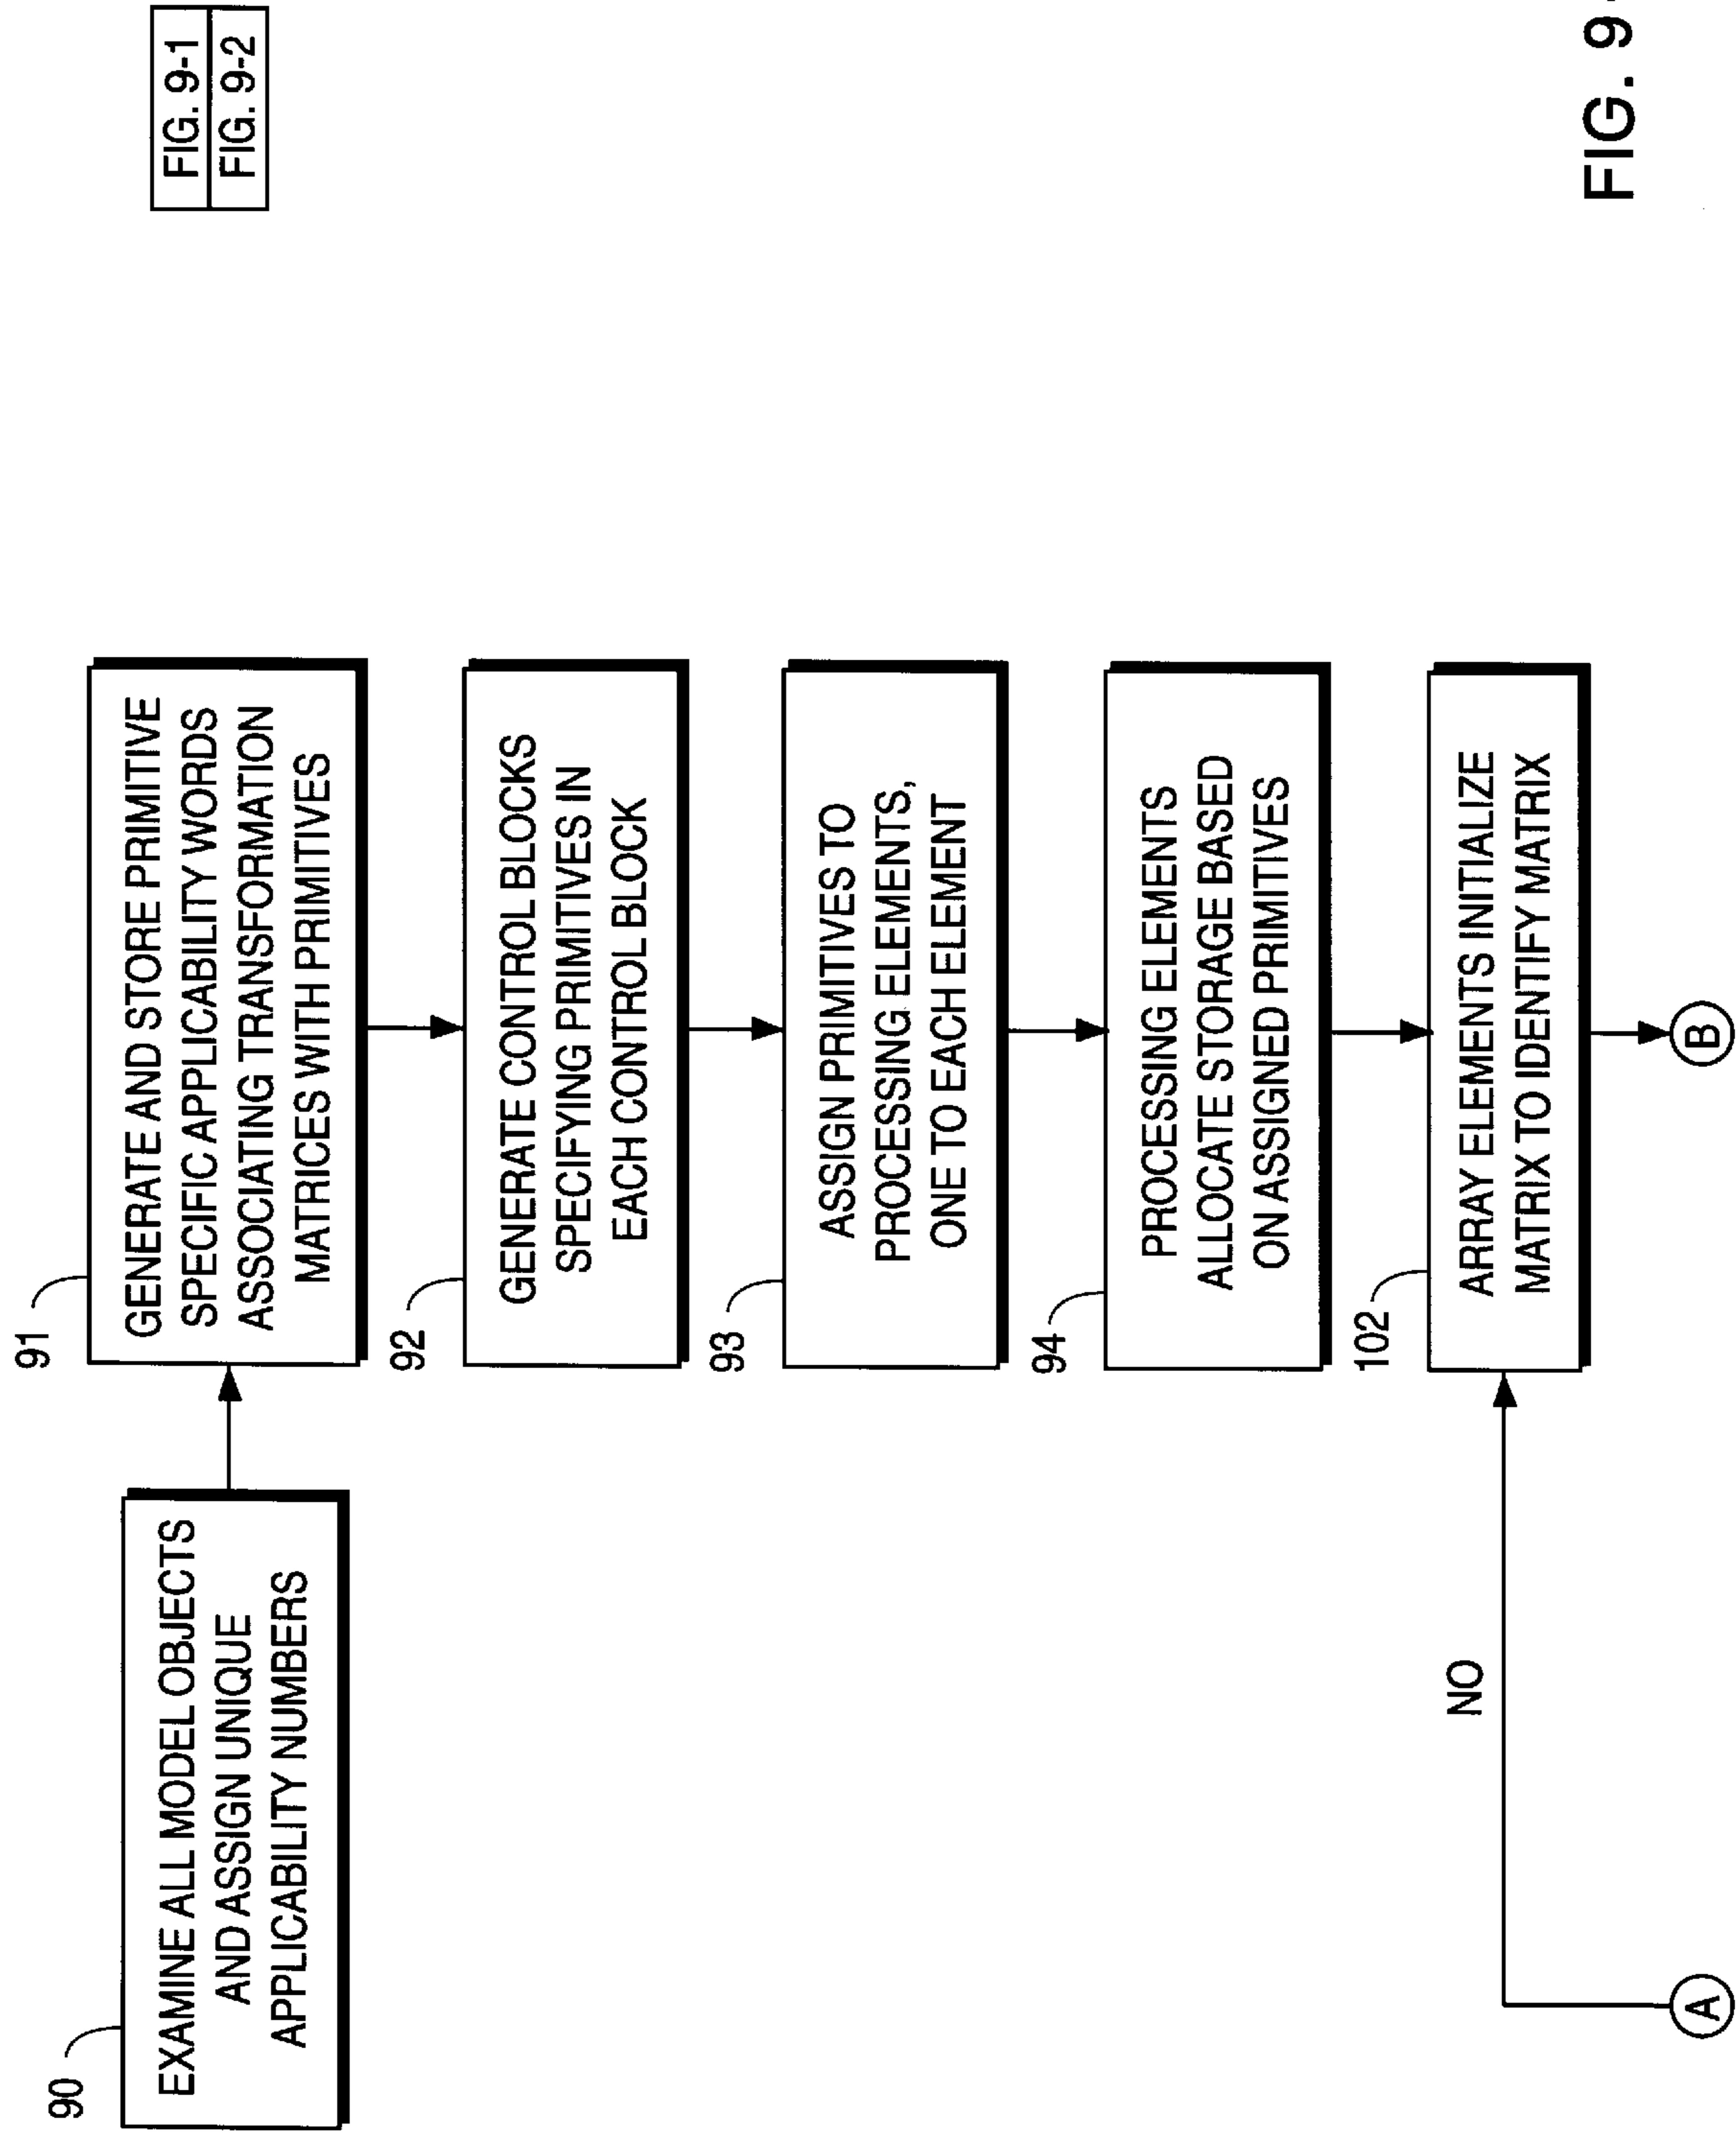 FIG. 9-1
FIG. 9-2
90
EXAMINE ALL MODEL OBJECTS
AND ASSIGN UNIQUE
APPLICABILITY NUMBERS
91
GENERATE AND STORE PRIMITIVE
SPECIFIC APPLICABILITY WORDS
ASSOCIATING TRANSFORMATION
MATRICES WITH PRIMITIVES
92
GENERATE CONTROL BLOCKS
SPECIFYING PRIMITIVES IN
EACH CONTROL BLOCK
93
ASSIGN PRIMITIVES TO
PROCESSING ELEMENTS,
ONE TO EACH ELEMENT
94
PROCESSING ELEMENTS
ALLOCATE STORAGE BASED
ON ASSIGNED PRIMITIVES
102
ARRAY ELEMENTS INITIALIZE
MATRIX TO IDENTIFY MATRIX
NO
A
B
FIG. 9